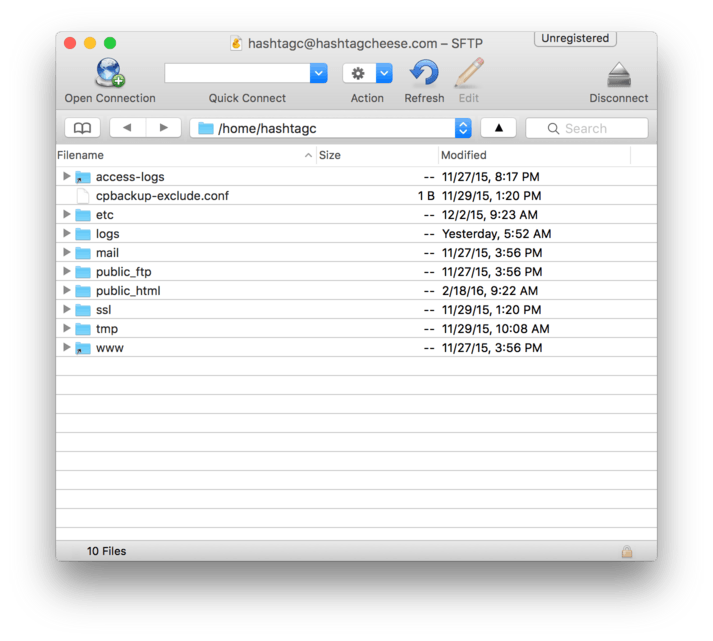 hashtagc@hashtagcheese.com – SFTP
Unregistered
Open Connection
Quick Connect
Action
Refresh
Edit
Disconnect
/home/hashtagc
Search
Filename Size Modified
access-logs -- 11/27/15, 8:17 PM
cpbackup-exclude.conf 1 B 11/29/15, 1:20 PM
etc -- 12/2/15, 9:23 AM
logs -- Yesterday, 5:52 AM
mail -- 11/27/15, 3:56 PM
public_ftp -- 11/27/15, 3:56 PM
public_html -- 2/18/16, 9:22 AM
ssl -- 11/29/15, 1:20 PM
tmp -- 11/29/15, 10:08 AM
www -- 11/27/15, 3:56 PM
10 Files